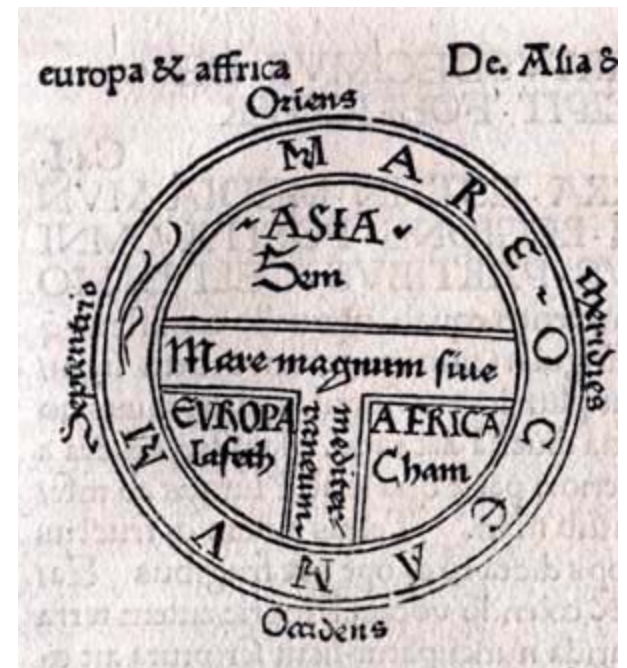 europa & affrica
De. Asia &
Oriens
MARE OCCEANVM
ASIA
Sem
Septentrio
Meridies
Mare magnum siue
mediter
raneum
EVROPA
Iafeth
AFRICA
Cham
Occidens